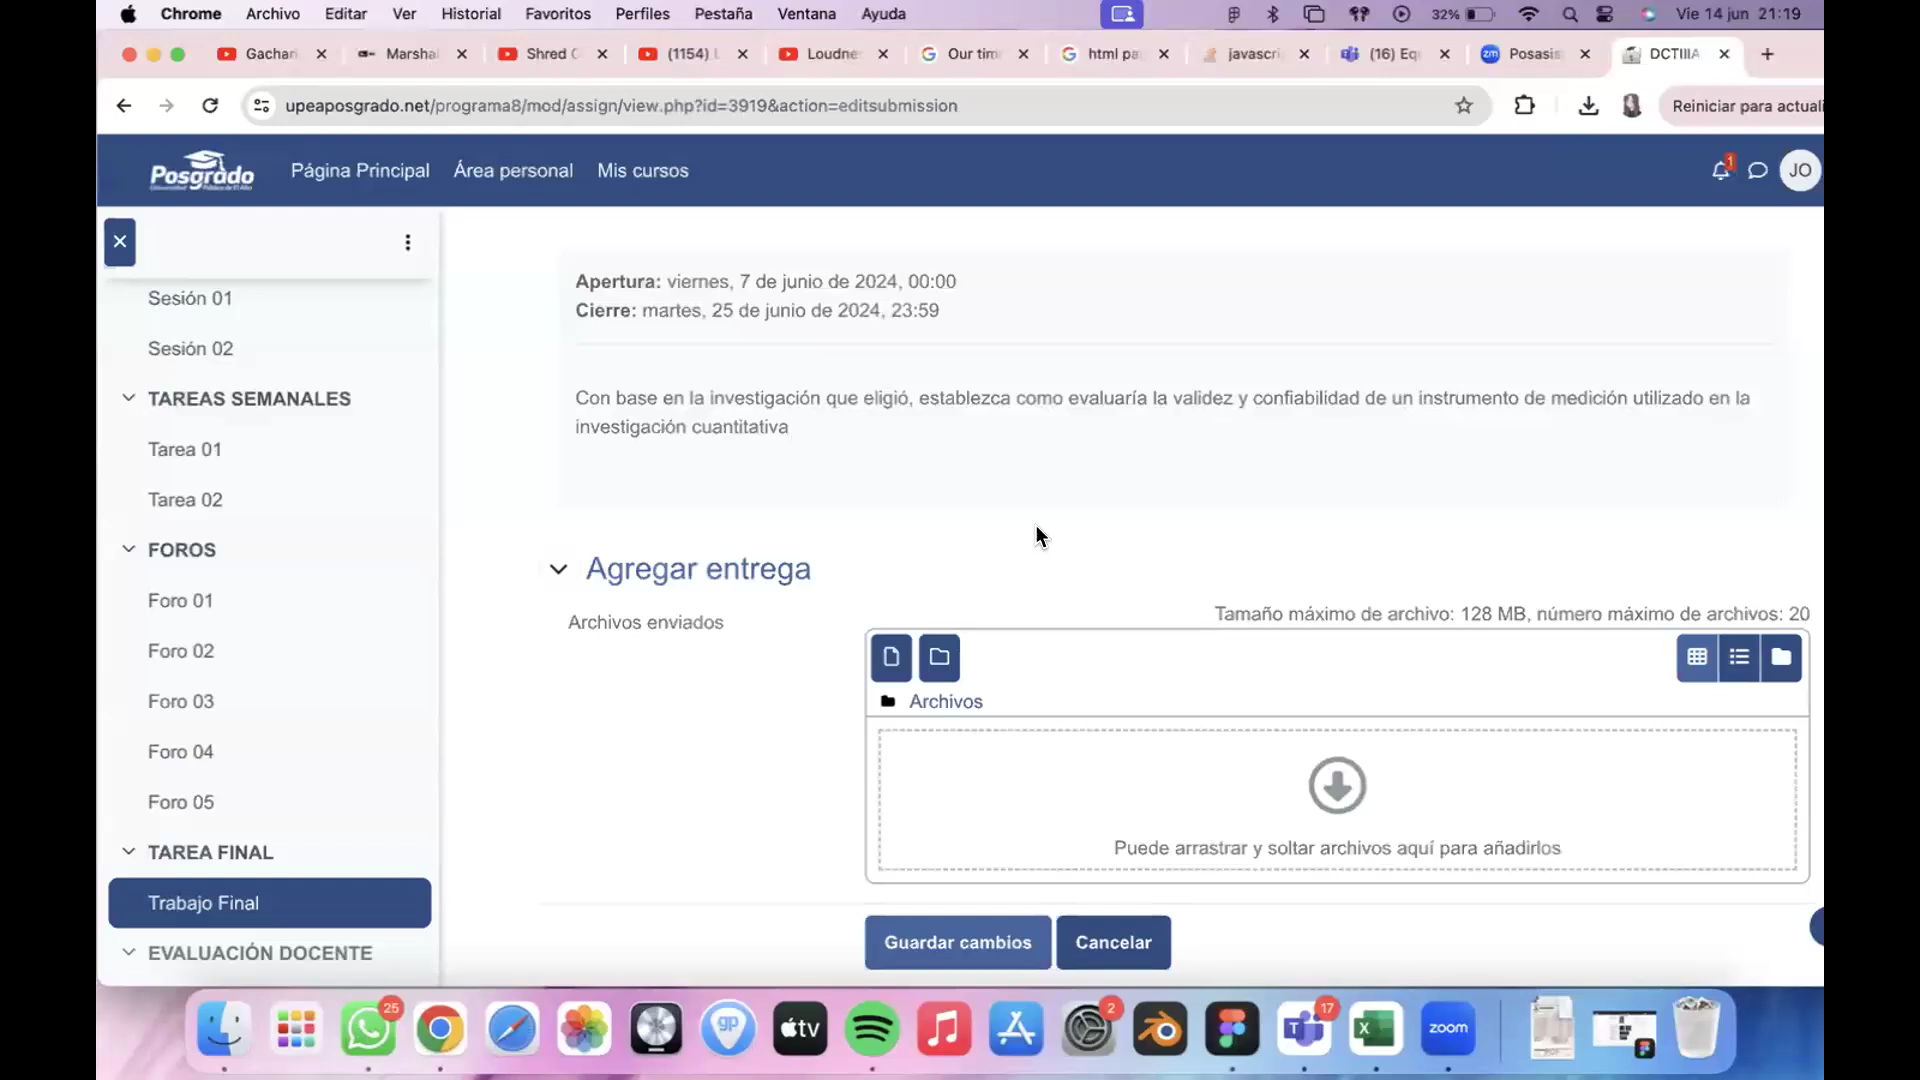 Chrome Archivo Editar Ver Historial Favoritos Perfiles Pestaña Ventana Ayuda 32% Vie 14 jun 21:19
Gachari Marshal Shred (1154) L Loudne Our tim html pa javascri (16) Eq Posasis DCTIIIA
upeaposgrado.net/programa8/mod/assign/view.php?id=3919&action=editsubmission Reiniciar para actuali
Posgrado Página Principal Área personal Mis cursos 1 JO
Sesión 01
Sesión 02
TAREAS SEMANALES
Tarea 01
Tarea 02
FOROS
Foro 01
Foro 02
Foro 03
Foro 04
Foro 05
TAREA FINAL
Trabajo Final
EVALUACIÓN DOCENTE
Apertura: viernes, 7 de junio de 2024, 00:00
Cierre: martes, 25 de junio de 2024, 23:59
Con base en la investigación que eligió, establezca como evaluaría la validez y confiabilidad de un instrumento de medición utilizado en la
investigación cuantitativa
Agregar entrega
Archivos enviados
Tamaño máximo de archivo: 128 MB, número máximo de archivos: 20
Archivos
Puede arrastrar y soltar archivos aquí para añadirlos
Guardar cambios Cancelar
25 gp tv 2 17 zoom